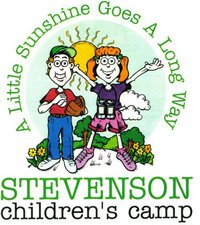 A Little Sunshine Goes A Long Way
STEVENSON
children's camp